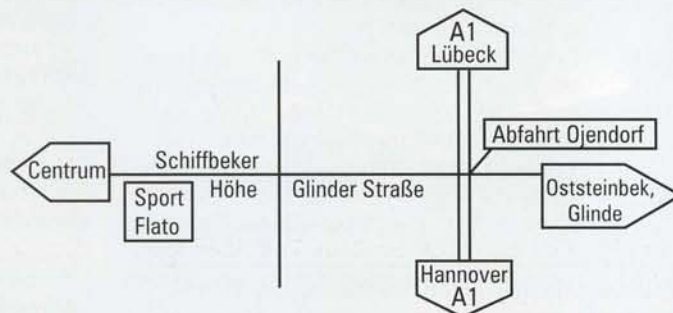 A1
Lübeck
Abfahrt Ojendorf
Centrum
Schiffbeker
Höhe
Glinder Straße
Oststeinbek,
Glinde
Sport
Flato
Hannover
A1